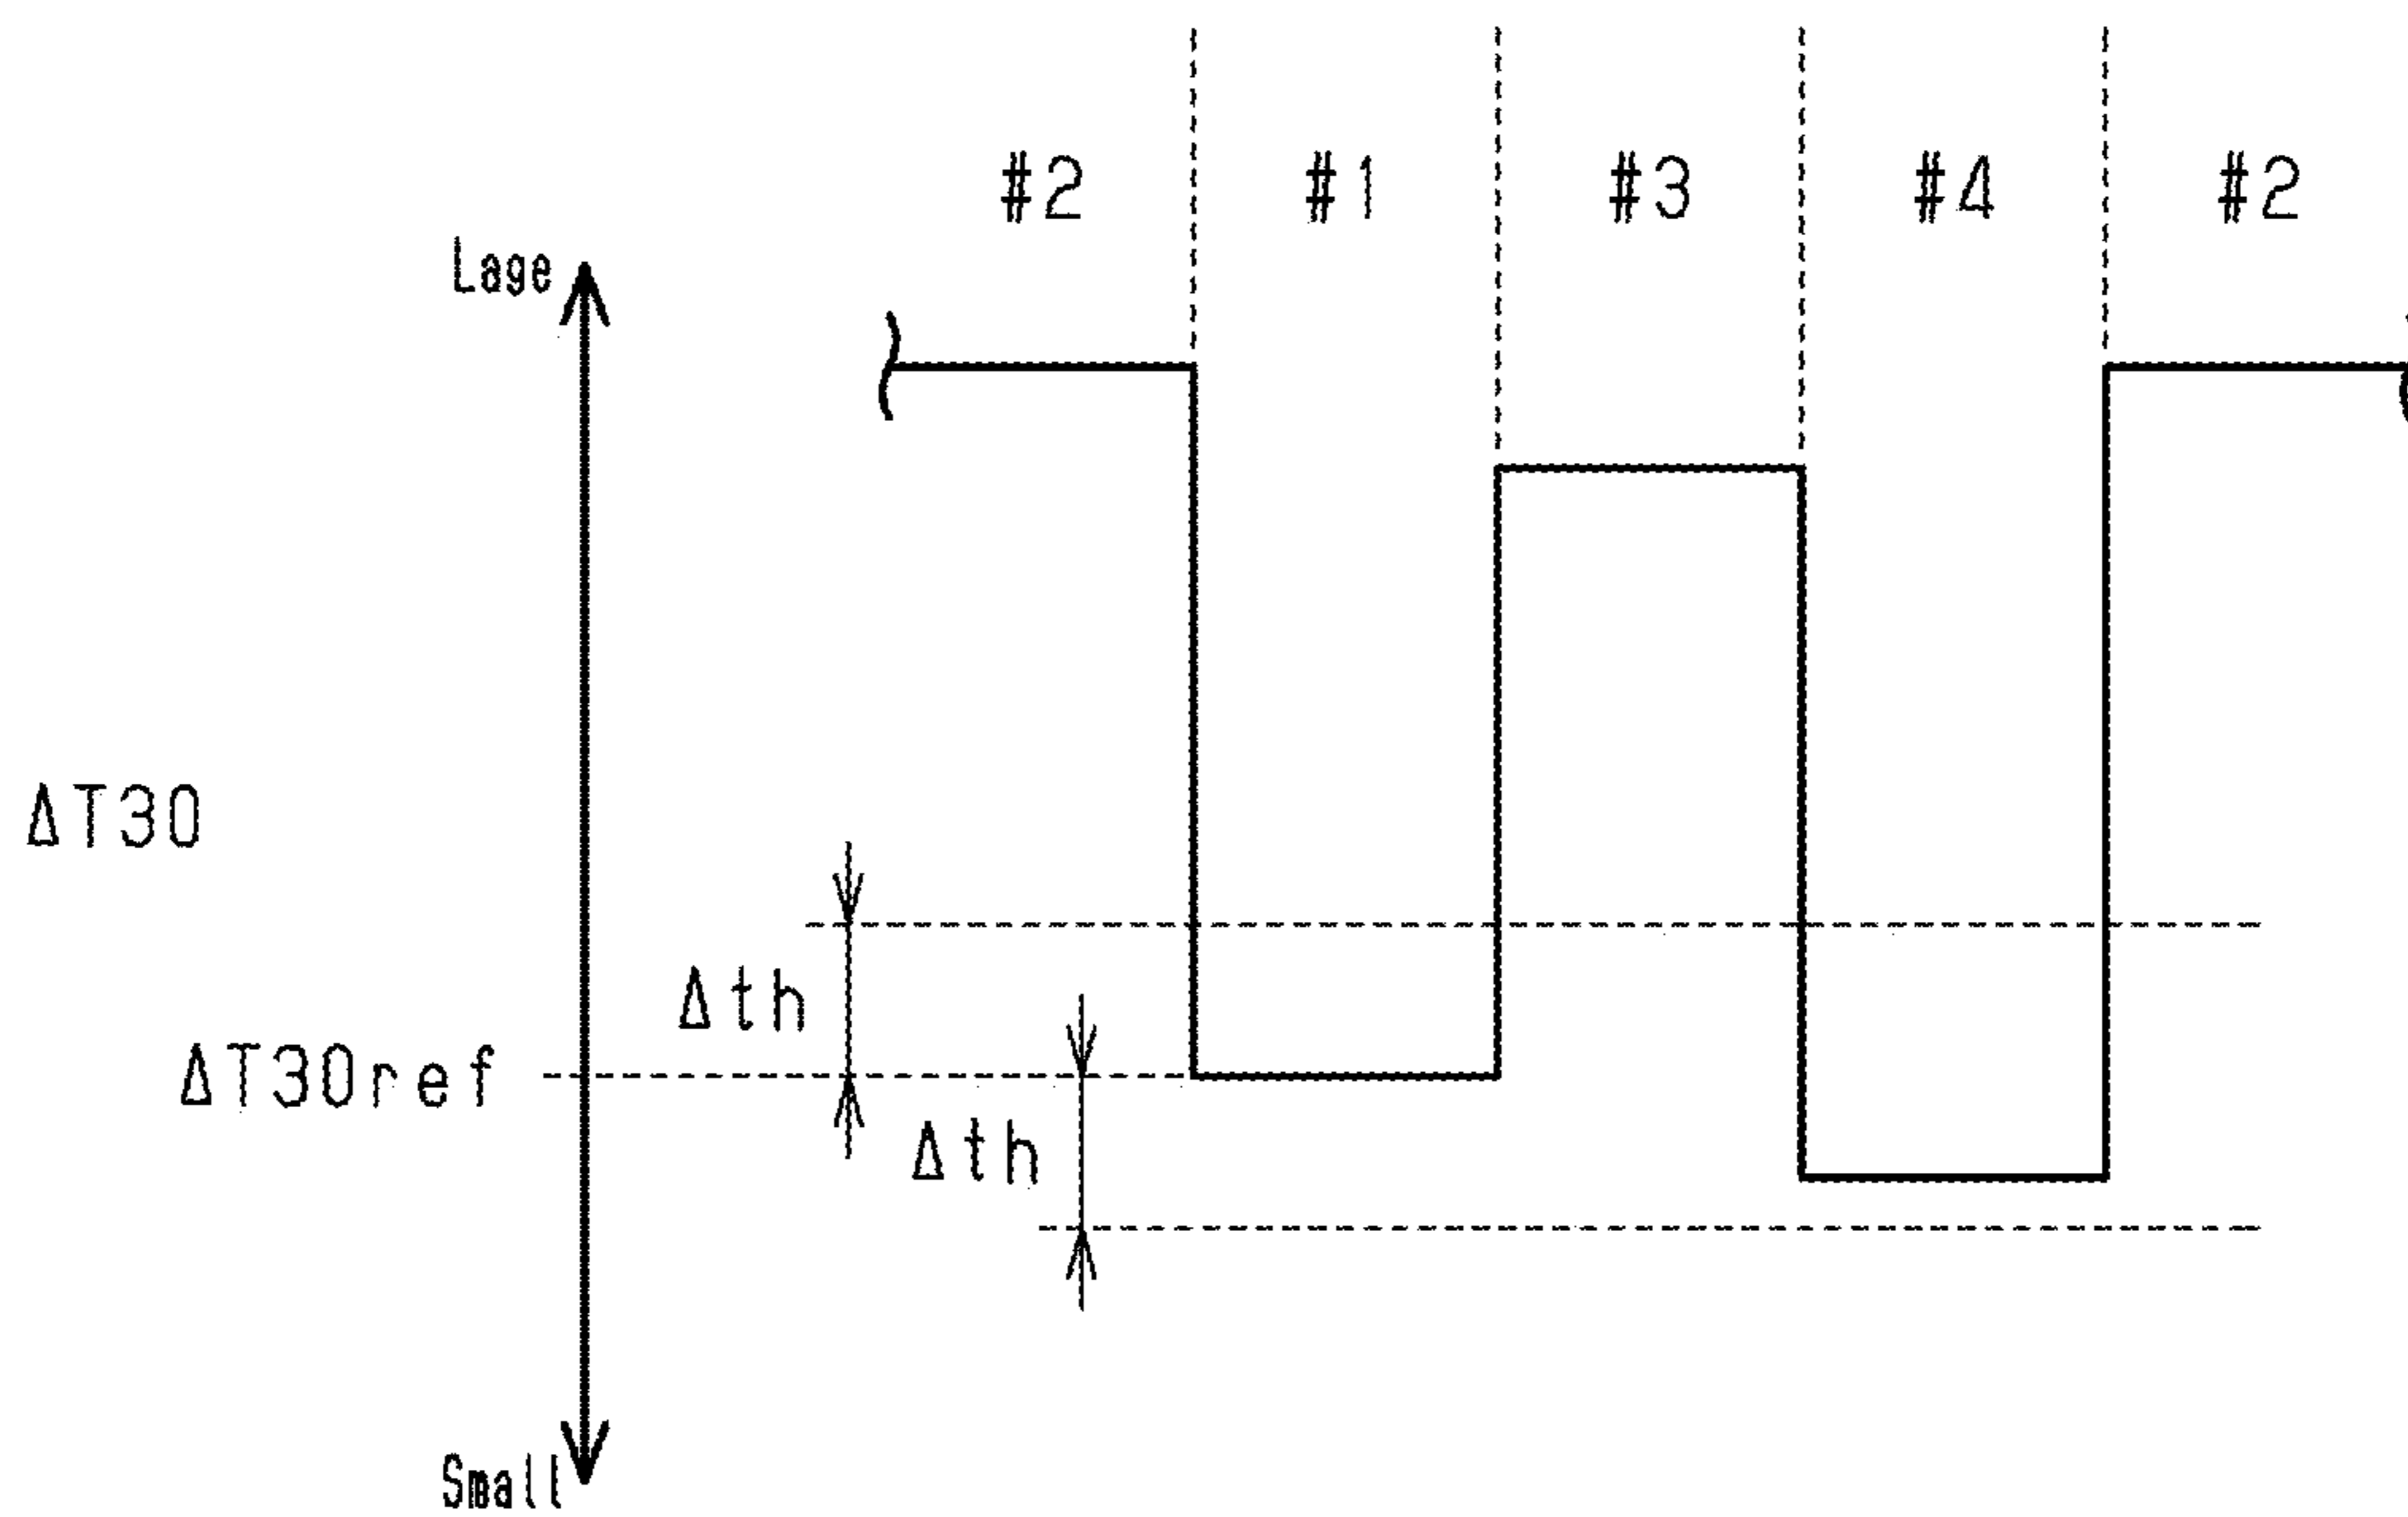 #2 #1 #3 #4 #2
Lage
ΔT30
Δth
ΔT30ref
Δth
Small